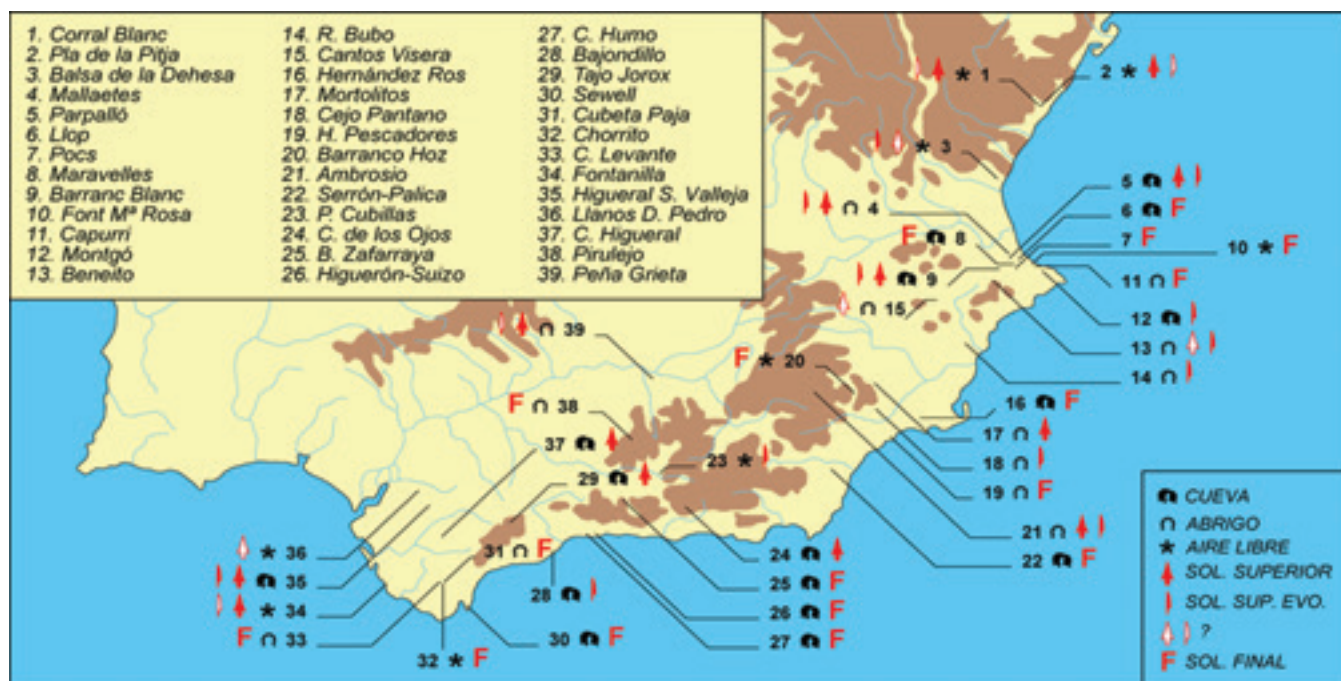 1. Corral Blanc
2. Pla de la Pitja
3. Balsa de la Dehesa
4. Mallaetes
5. Parpalló
6. Llop
7. Pocs
8. Maravelles
9. Barranc Blanc
10. Font Mª Rosa
11. Capurri
12. Montgó
13. Beneito
14. R. Bubo
15. Cantos Visera
16. Hernández Ros
17. Mortolitos
18. Cejo Pantano
19. H. Pescadores
20. Barranco Hoz
21. Ambrosio
22. Serrón-Palica
23. P. Cubillas
24. C. de los Ojos
25. B. Zafarraya
26. Higuerón-Suizo
27. C. Humo
28. Bajondillo
29. Tajo Jorox
30. Sewell
31. Cubeta Paja
32. Chorrito
33. C. Levante
34. Fontanilla
35. Higueral S. Valleja
36. Llanos D. Pedro
37. C. Higueral
38. Pirulejo
39. Peña Grieta
1
2
3
5
4
6 F
F 8
7 F
10 F
9
11 F
15
12
39
13
F 20
14
F 38
16 F
37
17
23
18
29
19 F
21
31 F
36
24
22 F
35
25 F
28
34
26 F
F 33
30 F
27 F
32 F
CUEVA
ABRIGO
* AIRE LIBRE
SOL. SUPERIOR
SOL. SUP. EVO.
?
F SOL. FINAL